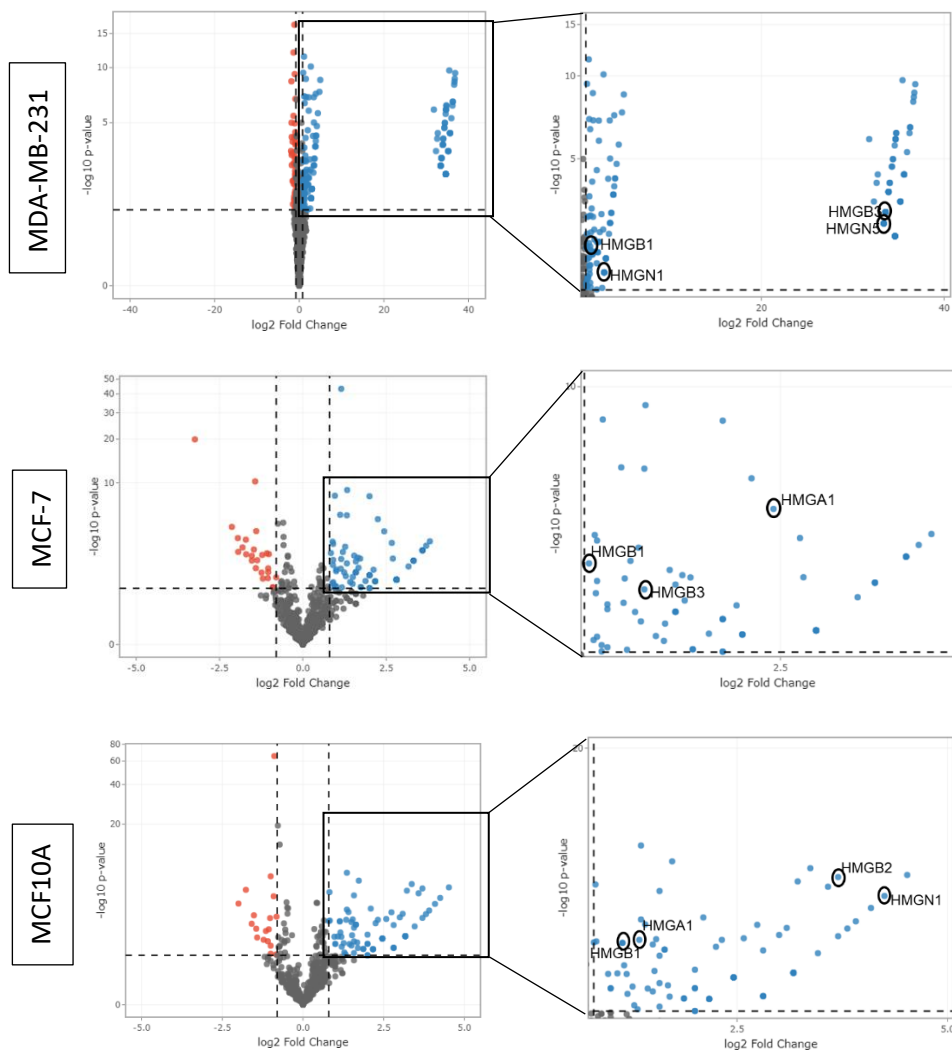 MDA-MB-231
-log10 p-value
15
10
5
0
-40
-20
0
20
40
log2 Fold Change
-log10 p-value
15
10
5
HMGB3
HMGN5
HMGB1
HMGN1
20
40
log2 Fold Change
MCF-7
-log10 p-value
50
40
30
20
10
0
-5.0
-2.5
0.0
2.5
5.0
log2 Fold Change
-log10 p-value
10
HMGA1
HMGB1
HMGB3
2.5
log2 Fold Change
MCF10A
-log10 p-value
80
60
40
20
0
-5.0
-2.5
0.0
2.5
5.0
log2 Fold Change
-log10 p-value
20
HMGB2
HMGN1
HMGA1
HMGB1
2.5
5.0
log2 Fold Change